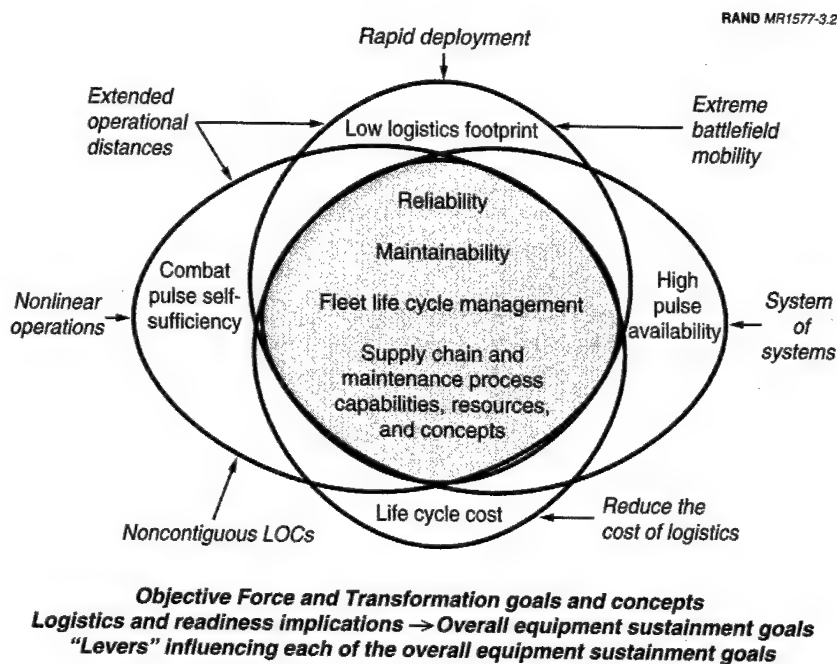 RAND MR1577-3.2
Rapid deployment
Extended
operational
distances
Low logistics footprint
Extreme
battlefield
mobility
Reliability
Maintainability
Fleet life cycle management
Supply chain and
maintenance process
capabilities, resources,
and concepts
Combat
pulse self-
sufficiency
High
pulse
availability
Nonlinear
operations
System
of
systems
Noncontiguous LOCs
Life cycle cost
Reduce the
cost of logistics
Objective Force and Transformation goals and concepts
Logistics and readiness implications → Overall equipment sustainment goals
"Levers" influencing each of the overall equipment sustainment goals